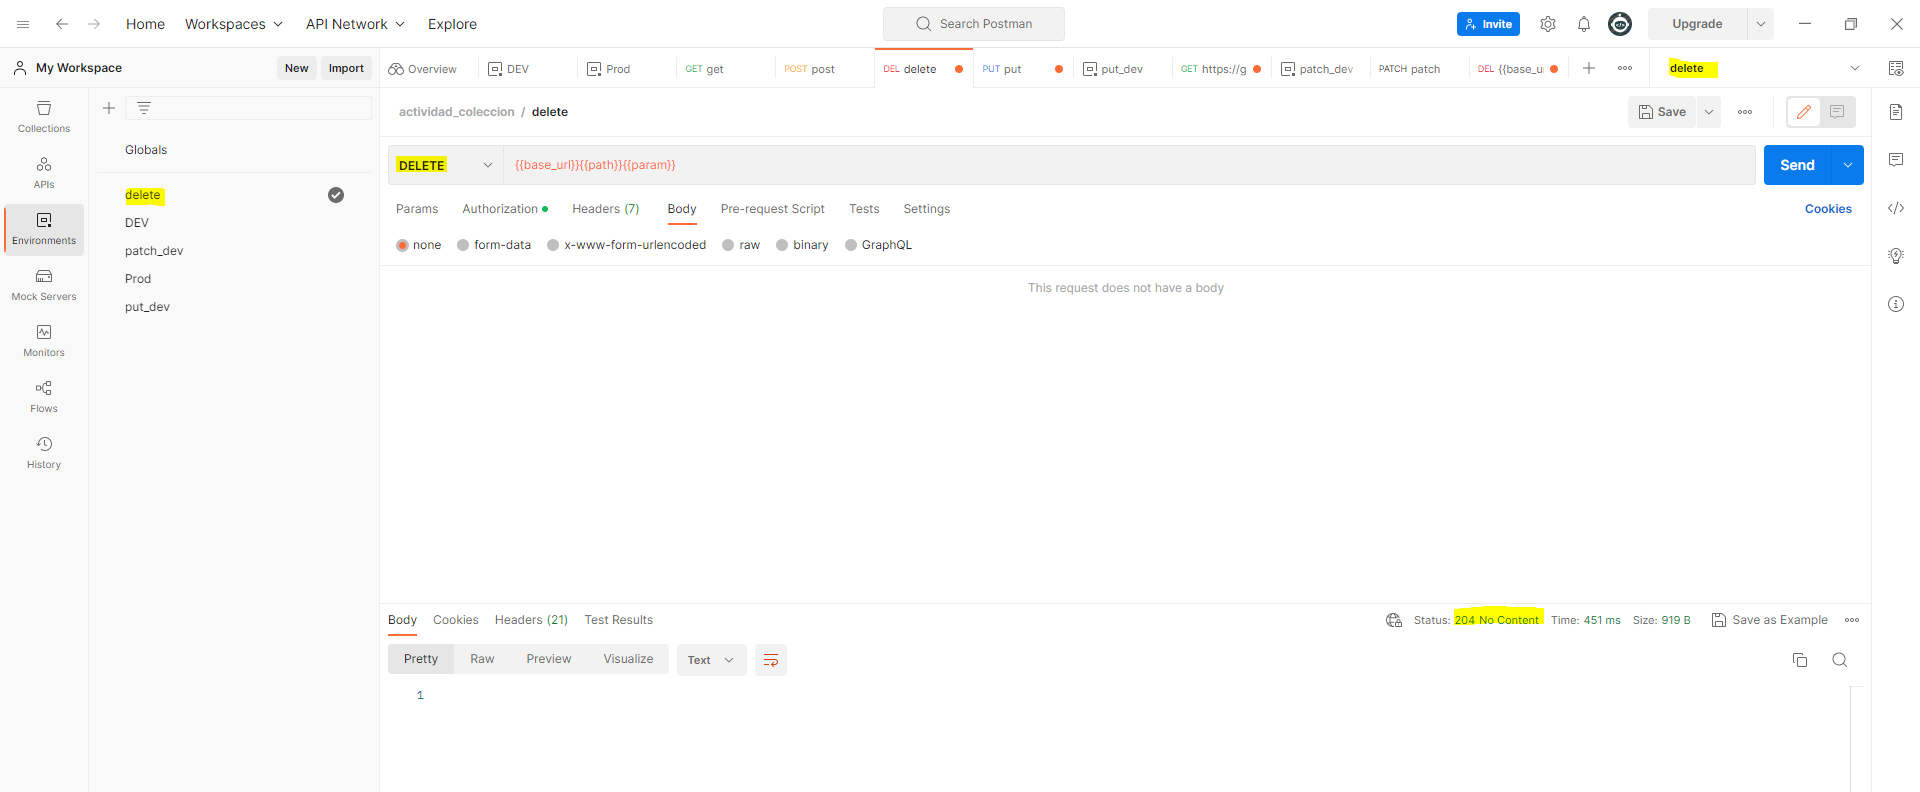 Home Workspaces API Network Explore Search Postman Invite Upgrade
My Workspace New Import Overview DEV Prod GET get POST post DEL delete PUT put put_dev GET https://g patch_dev PATCH patch DEL {{base_u delete
Collections
APIs
Environments
Mock Servers
Monitors
Flows
History
Globals
delete
DEV
patch_dev
Prod
put_dev
actividad_coleccion / delete Save
DELETE {{base_url}}{{path}}{{param}} Send
Params Authorization Headers (7) Body Pre-request Script Tests Settings Cookies
none form-data x-www-form-urlencoded raw binary GraphQL
This request does not have a body
Body Cookies Headers (21) Test Results Status: 204 No Content Time: 451 ms Size: 919 B Save as Example
Pretty Raw Preview Visualize Text
1